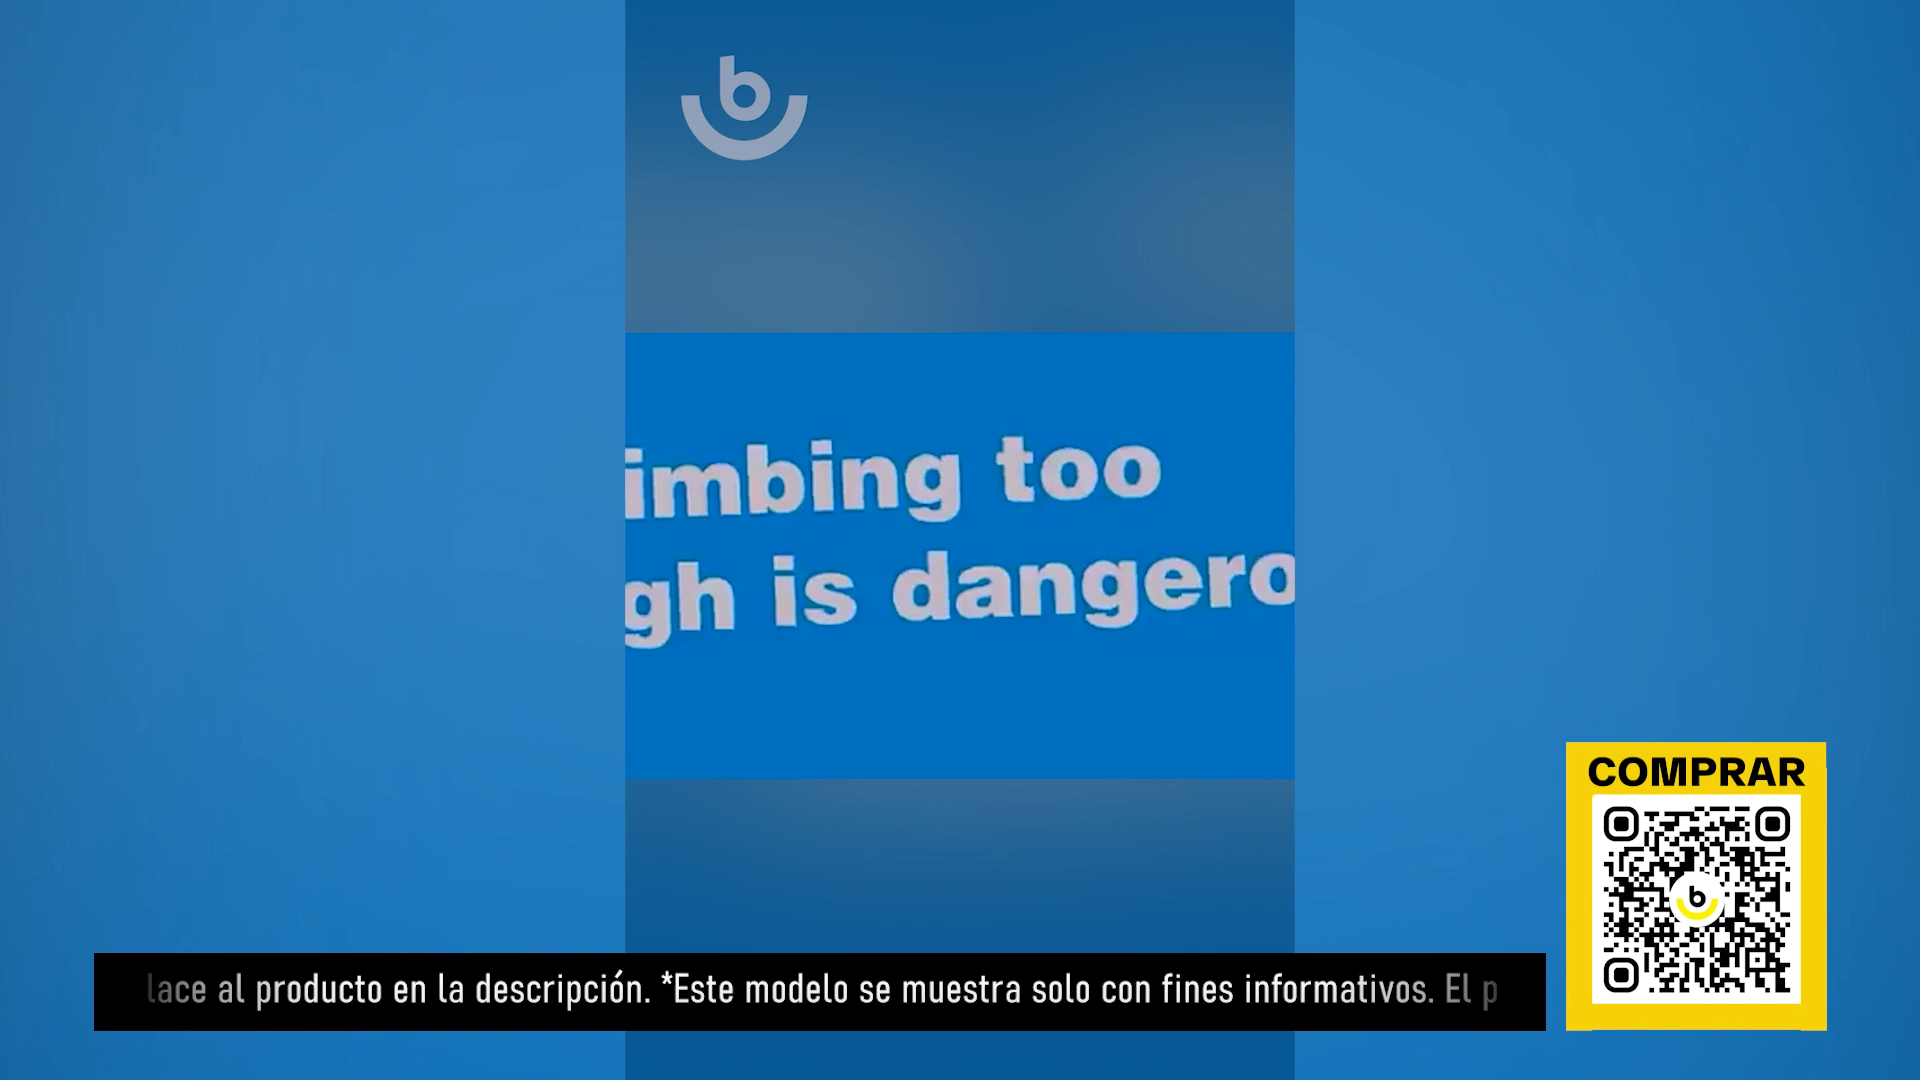 imbing too
gh is dangero
COMPRAR
lace al producto en la descripción. *Este modelo se muestra solo con fines informativos. El p